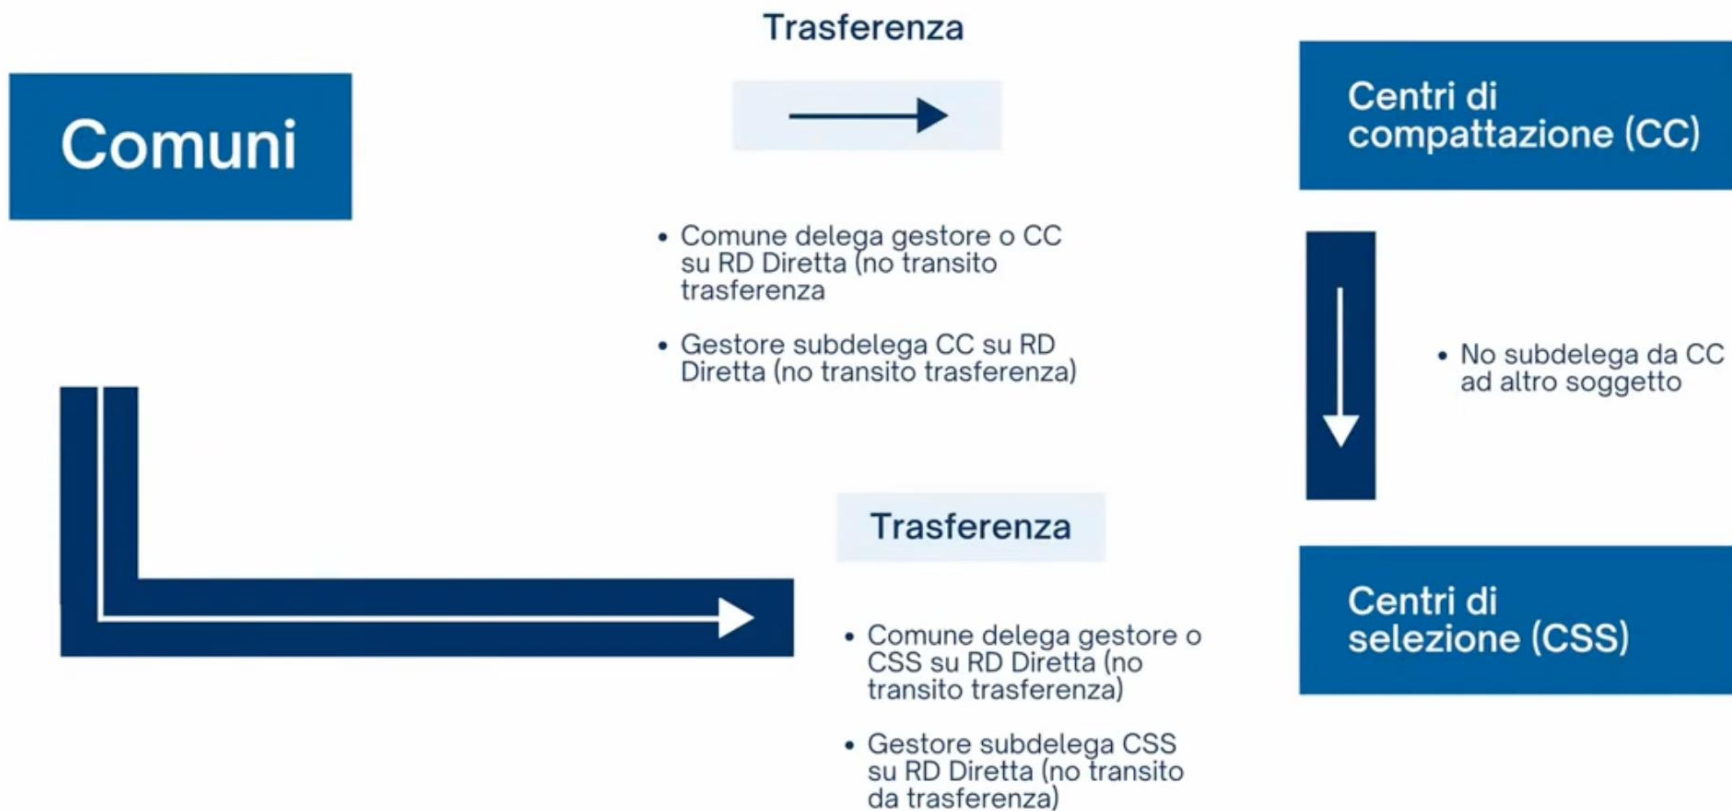 Trasferenza
Comuni
Centri di
compattazione (CC)
• Comune delega gestore o CC
su RD Diretta (no transito
trasferenza
• Gestore subdelega CC su RD
Diretta (no transito trasferenza)
• No subdelega da CC
ad altro soggetto
Trasferenza
Centri di
selezione (CSS)
• Comune delega gestore o
CSS su RD Diretta (no
transito trasferenza)
• Gestore subdelega CSS
su RD Diretta (no transito
da trasferenza)